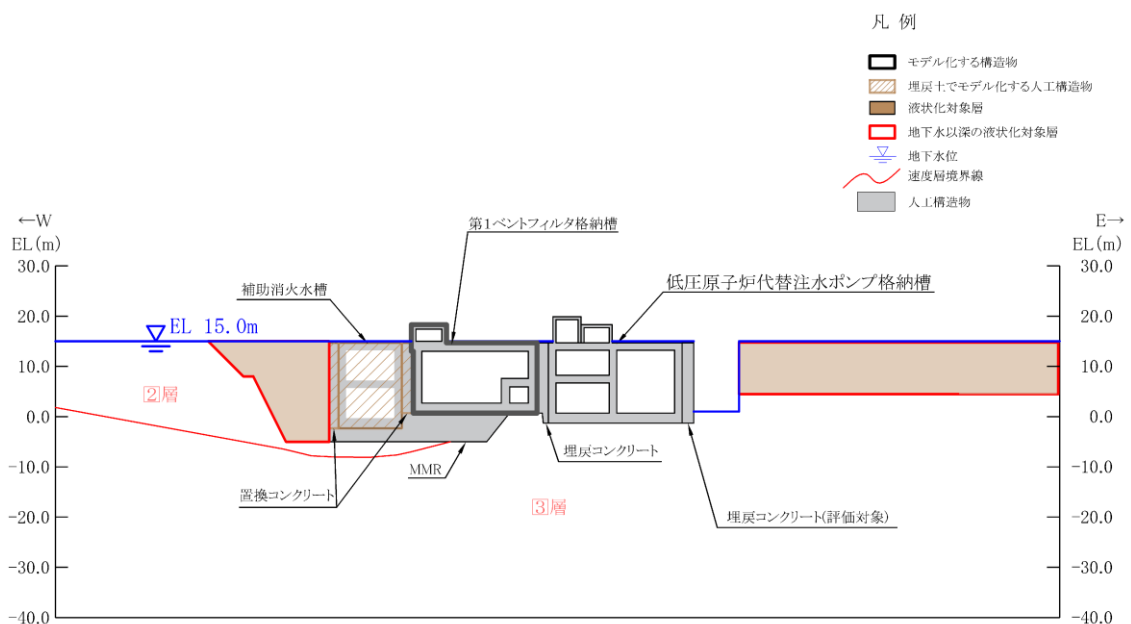 凡 例
モデル化する構造物
埋戻土でモデル化する人工構造物
液状化対象層
地下水以深の液状化対象層
地下水位
速度層境界線
人工構造物
←W
EL(m)
E→
EL(m)
第1ベントフィルタ格納槽
補助消火水槽
低圧原子炉代替注水ポンプ格納槽
EL 15.0m
30.0
20.0
10.0
0.0
-10.0
-20.0
-30.0
-40.0
30.0
20.0
10.0
0.0
-10.0
-20.0
-30.0
-40.0
②層
埋戻コンクリート
MMR
置換コンクリート
③層
埋戻コンクリート(評価対象)